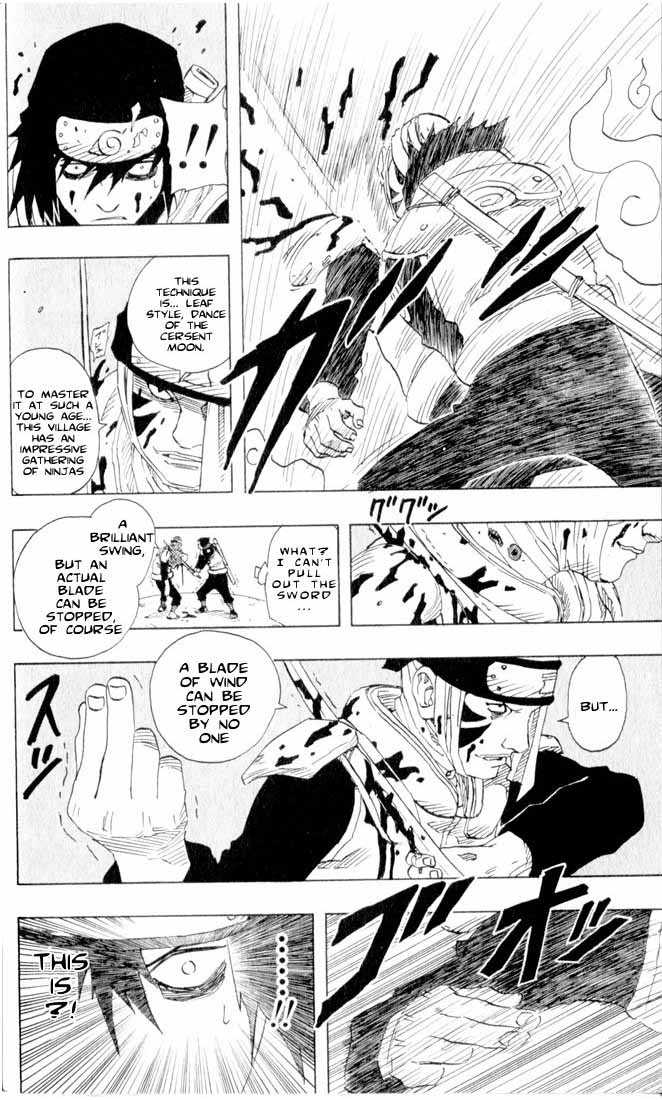 ガッ
!!
THIS
TECHNIQUE
IS... LEAF
STYLE, DANCE
OF THE
CERSENT
MOON.
TO MASTER
IT AT SUCH A
YOUNG AGE...
THIS VILLAGE
HAS AN
IMPRESSIVE
GATHERING
OF NINJAS
グググッ
WHAT?
I CAN'T
PULL
OUT THE
SWORD
...
A
BRILLIANT
SWING,
BUT AN
ACTUAL
BLADE
CAN BE
STOPPED,
OF COURSE
BUT...
A BLADE
OF WIND
CAN BE
STOPPED
BY NO
ONE
スッ
ゴオッ
........!!
THIS
IS
?!